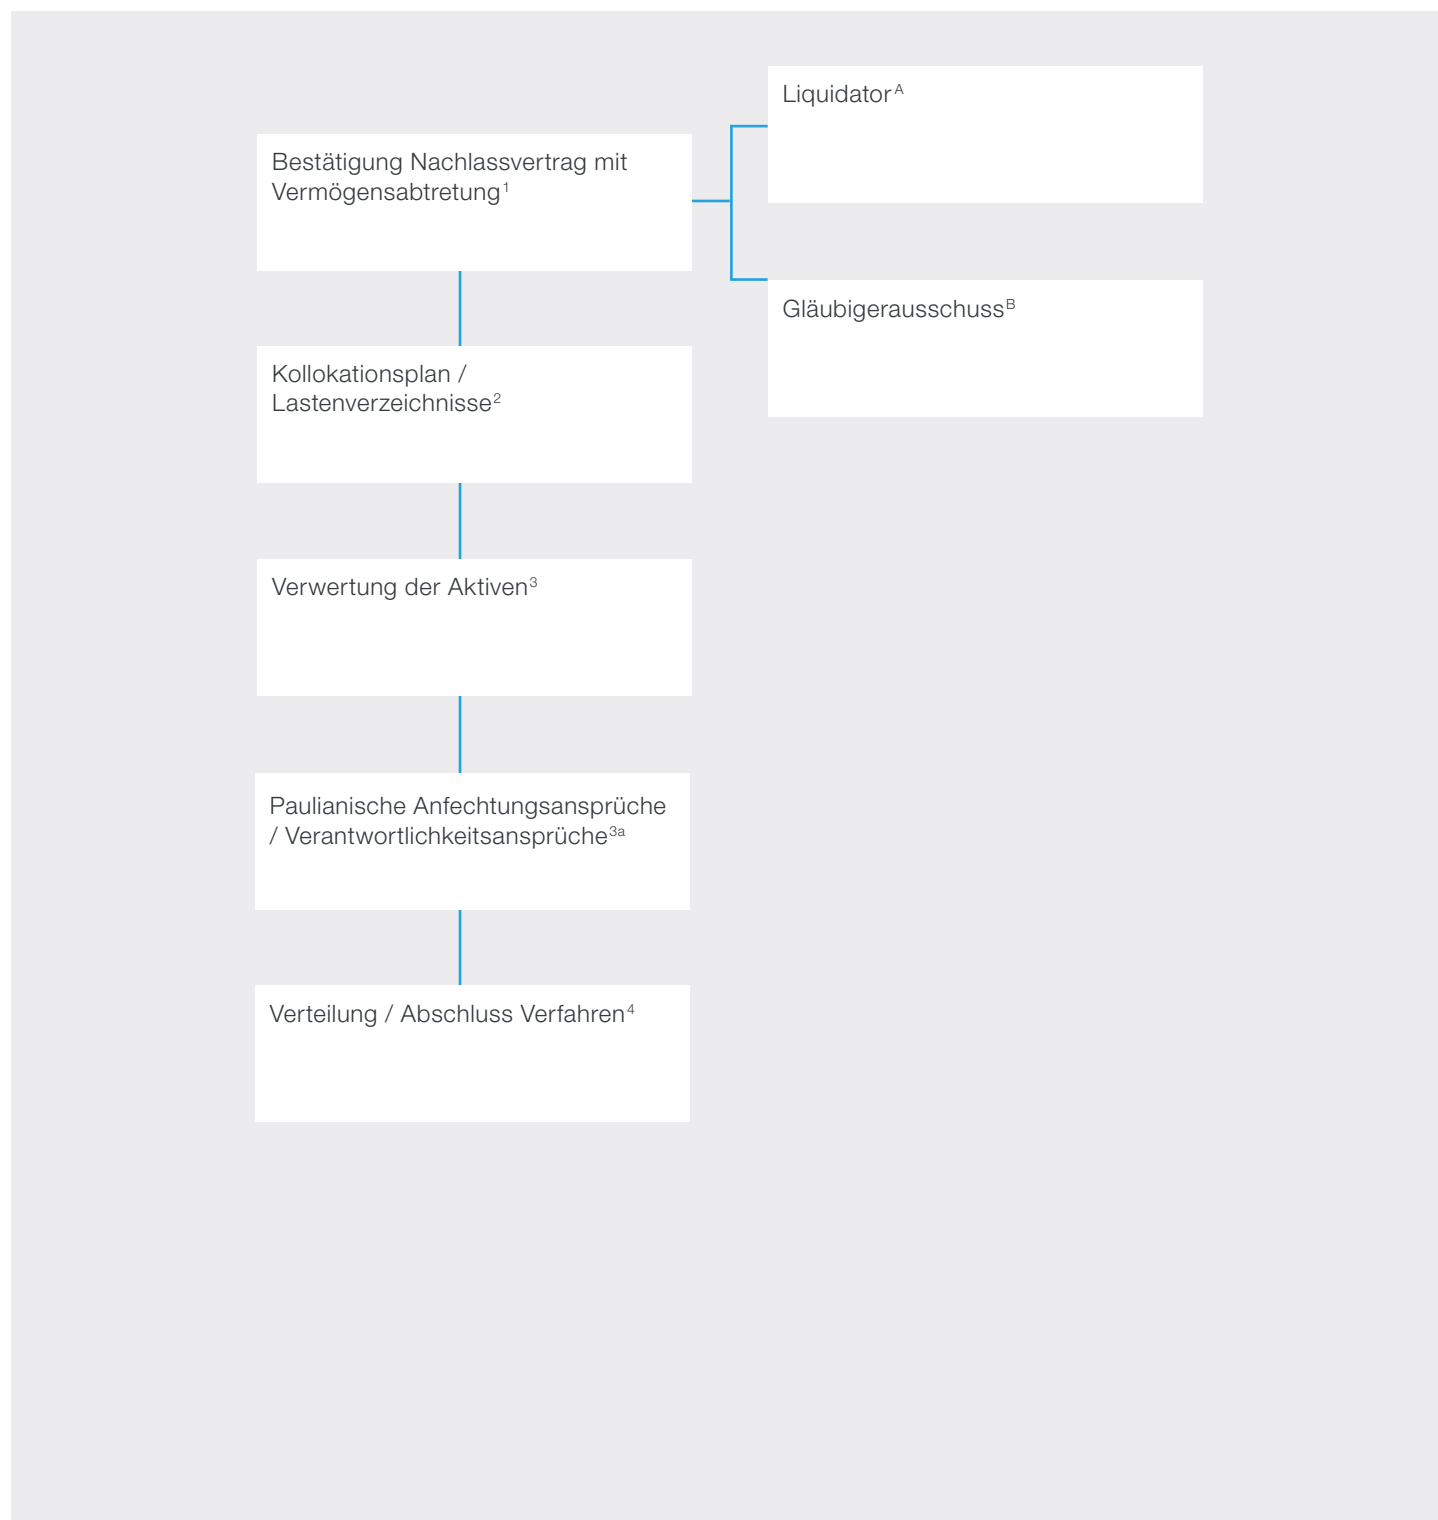 Liquidator A
Bestätigung Nachlassvertrag mit
Vermögensabtretung 1
Gläubigerausschuss B
Kollokationsplan /
Lastenverzeichnisse 2
Verwertung der Aktiven 3
Paulianische Anfechtungsansprüche
/ Verantwortlichkeitsansprüche 3a
Verteilung / Abschluss Verfahren 4